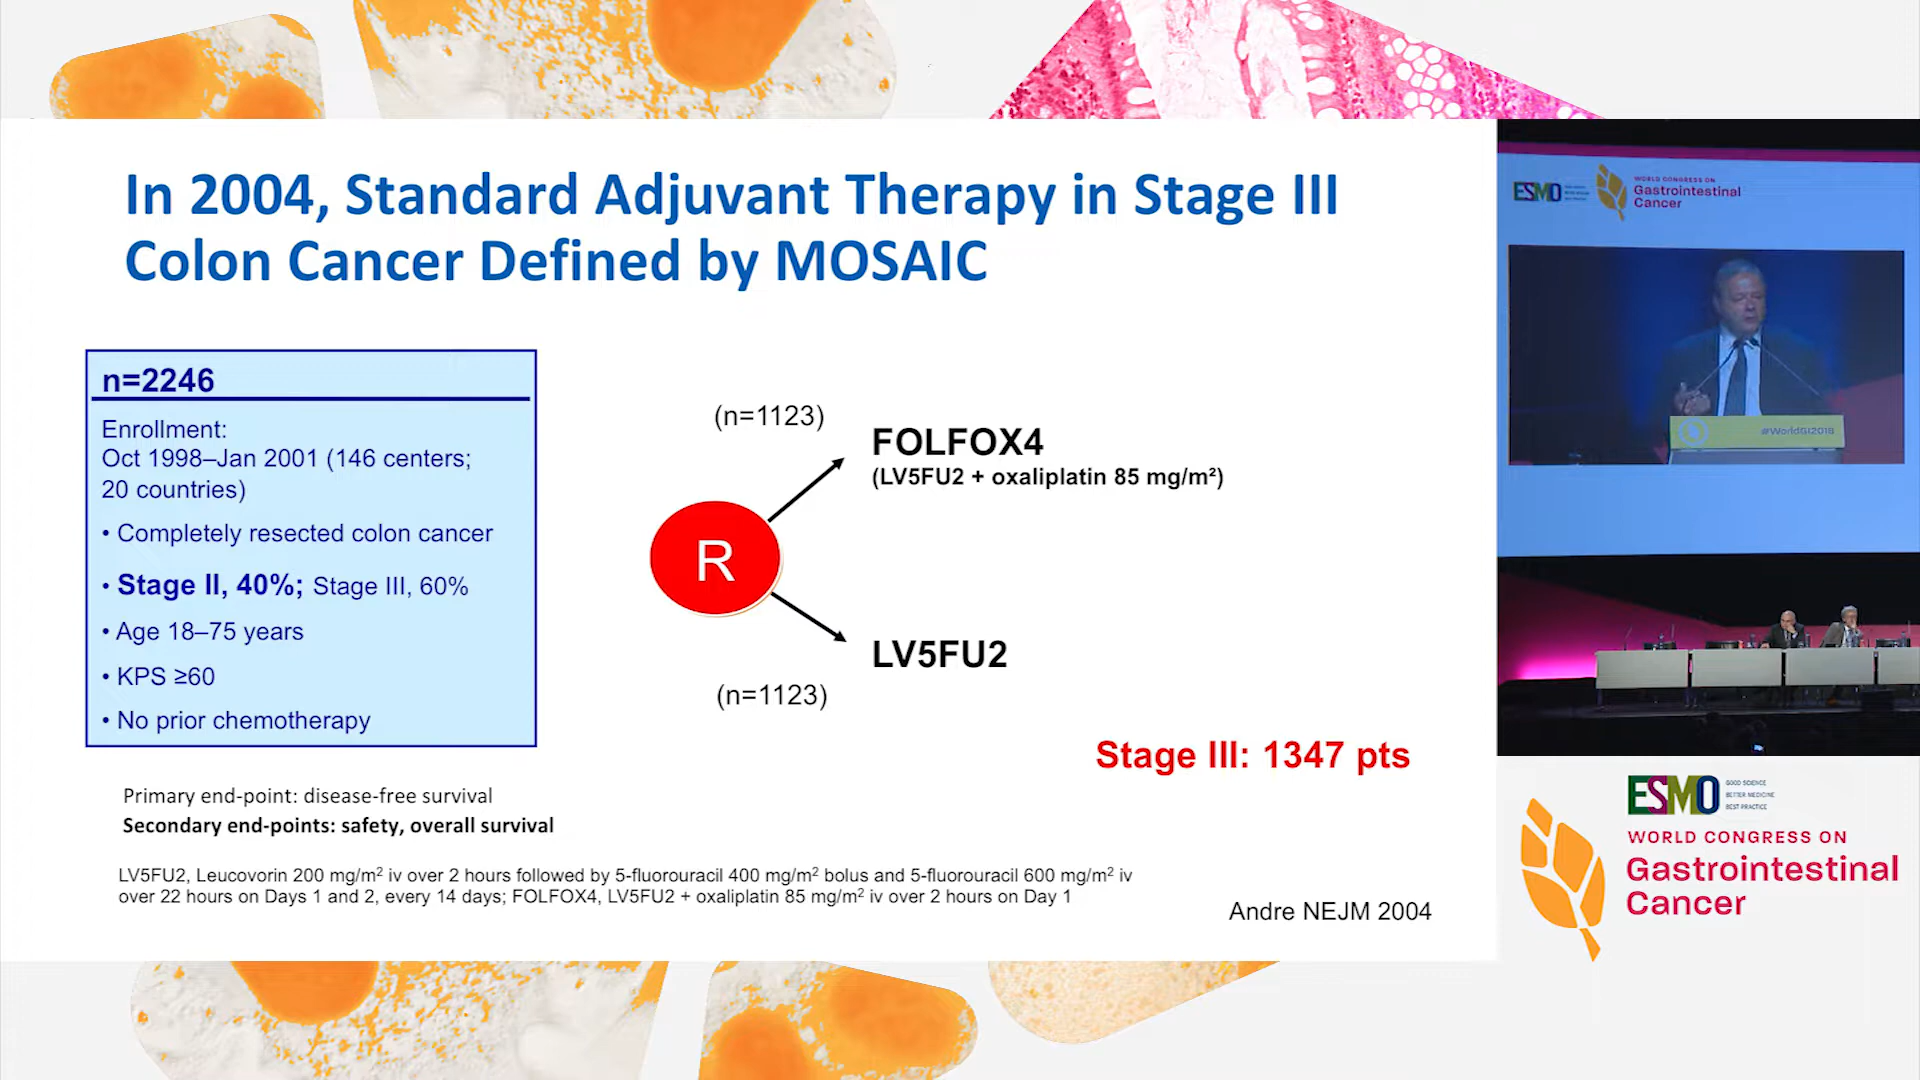 In 2004, Standard Adjuvant Therapy in Stage III
Colon Cancer Defined by MOSAIC
n=2246
Enrollment:
Oct 1998–Jan 2001 (146 centers;
20 countries)
• Completely resected colon cancer
• Stage II, 40%; Stage III, 60%
• Age 18–75 years
• KPS ≥60
• No prior chemotherapy
(n=1123)
FOLFOX4
(LV5FU2 + oxaliplatin 85 mg/m²)
R
LV5FU2
(n=1123)
Stage III: 1347 pts
Primary end-point: disease-free survival
Secondary end-points: safety, overall survival
LV5FU2, Leucovorin 200 mg/m² iv over 2 hours followed by 5-fluorouracil 400 mg/m² bolus and 5-fluorouracil 600 mg/m² iv
over 22 hours on Days 1 and 2, every 14 days; FOLFOX4, LV5FU2 + oxaliplatin 85 mg/m² iv over 2 hours on Day 1
Andre NEJM 2004
ESMO
WORLD CONGRESS ON
Gastrointestinal
Cancer
#WorldGI2018
ESMO
GOOD SCIENCE
BETTER MEDICINE
BEST PRACTICE
WORLD CONGRESS ON
Gastrointestinal
Cancer